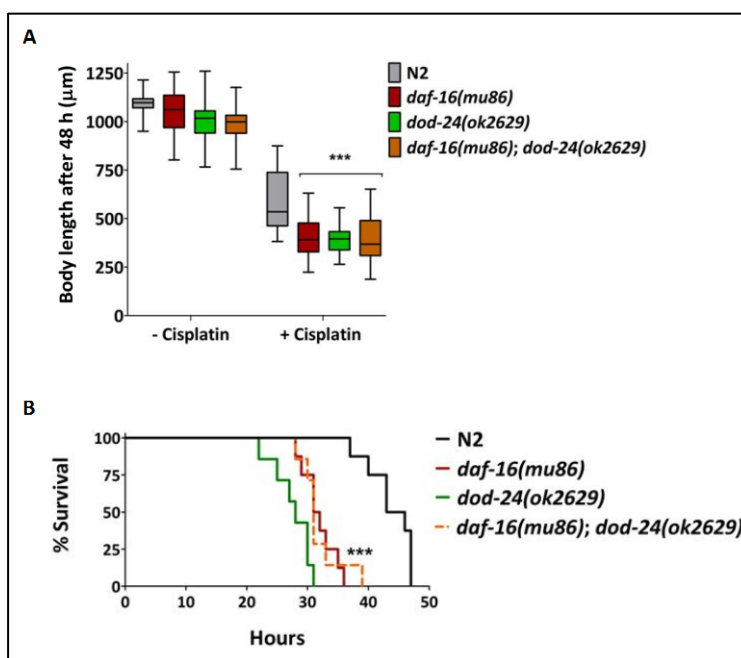 A
N2
daf-16(mu86)
dod-24(ok2629)
daf-16(mu86); dod-24(ok2629)
Body length after 48 h (μm)
1250
1000
750
500
250
0
***
- Cisplatin
+ Cisplatin
B
N2
daf-16(mu86)
dod-24(ok2629)
daf-16(mu86); dod-24(ok2629)
% Survival
100
75
50
25
0
***
0 10 20 30 40 50
Hours